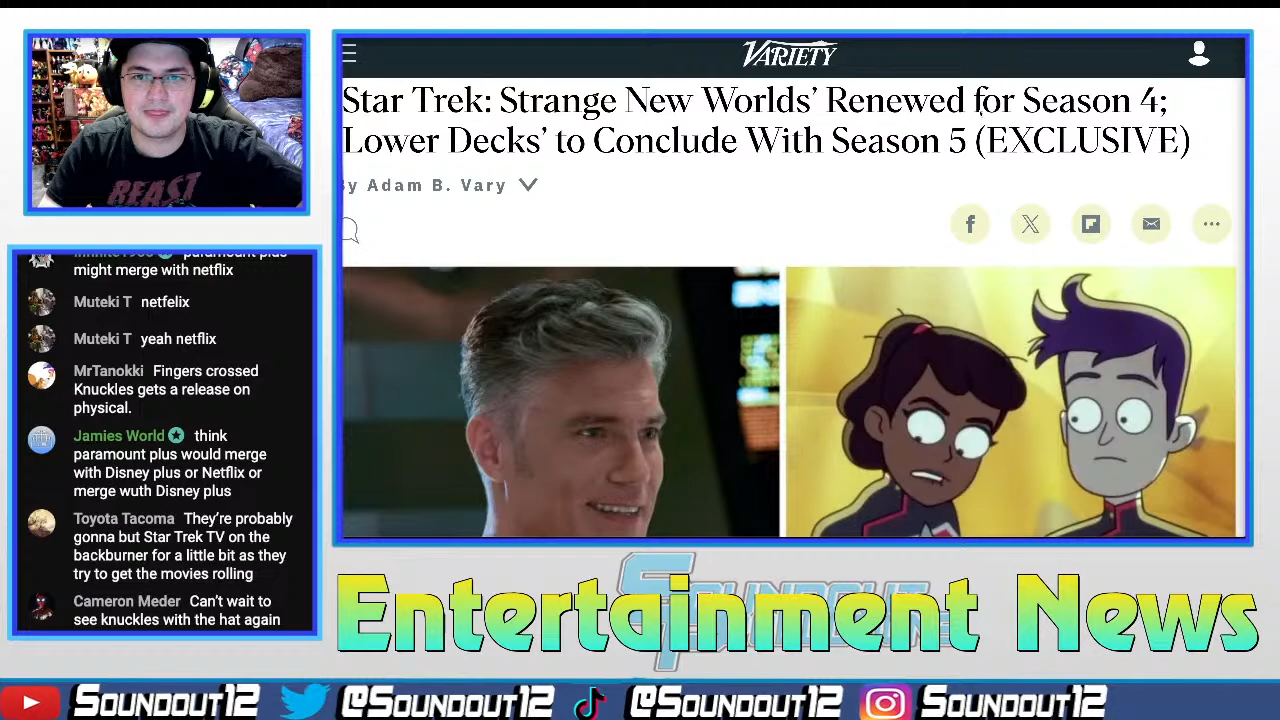 BEAST
VARIETY
Star Trek: Strange New Worlds' Renewed for Season 4;
Lower Decks' to Conclude With Season 5 (EXCLUSIVE)
y Adam B. Vary
paramount plus
might merge with netflix
Muteki T netfelix
Muteki T yeah netflix
MrTanokki Fingers crossed
Knuckles gets a release on
physical.
Jamies World think
paramount plus would merge
with Disney plus or Netflix or
merge wuth Disney plus
Toyota Tacoma They're probably
gonna but Star Trek TV on the
backburner for a little bit as they
try to get the movies rolling
Cameron Meder Can't wait to
see knuckles with the hat again
Entertainment News
Soundout12 @Soundout12 @Soundout12 Soundout12